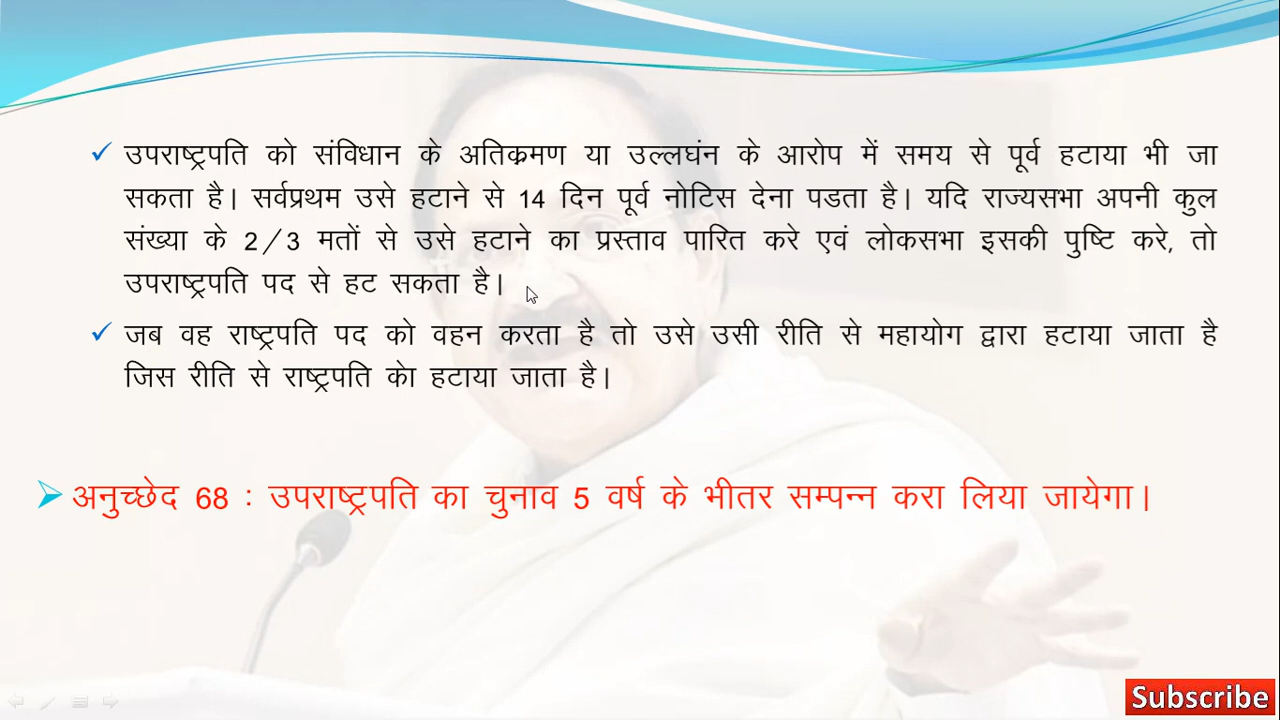 उपराष्ट्रपति को संविधान के अतिक्रमण या उल्लघंन के आरोप में समय से पूर्व हटाया भी जा
सकता है। सर्वप्रथम उसे हटाने से 14 दिन पूर्व नोटिस देना पडता है। यदि राज्यसभा अपनी कुल
संख्या के 2/3 मतों से उसे हटाने का प्रस्ताव पारित करे एवं लोकसभा इसकी पुष्टि करे, तो
उपराष्ट्रपति पद से हट सकता है।
जब वह राष्ट्रपति पद को वहन करता है तो उसे उसी रीति से महायोग द्वारा हटाया जाता है
जिस रीति से राष्ट्रपति केा हटाया जाता है।
अनुच्छेद 68 : उपराष्ट्रपति का चुनाव 5 वर्ष के भीतर सम्पन्न करा लिया जायेगा।
Subscribe